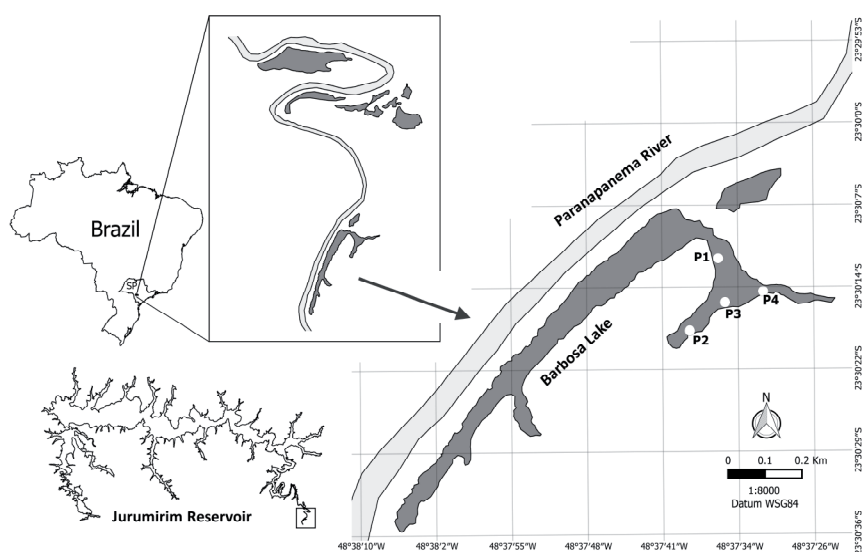 Brazil
SP
Jurumirim Reservoir
Paranapanema River
Barbosa Lake
P1
P2
P3
P4
N
0 0.1 0.2 Km
1:8000
Datum WSG84
23°29'53"S
23°30'0"S
23°30'7"S
23°30'14"S
23°30'22"S
23°30'25"S
23°30'36"S
48°38'10"W
48°38'2"W
48°37'55"W
48°37'48"W
48°37'41"W
48°37'34"W
48°37'26"W